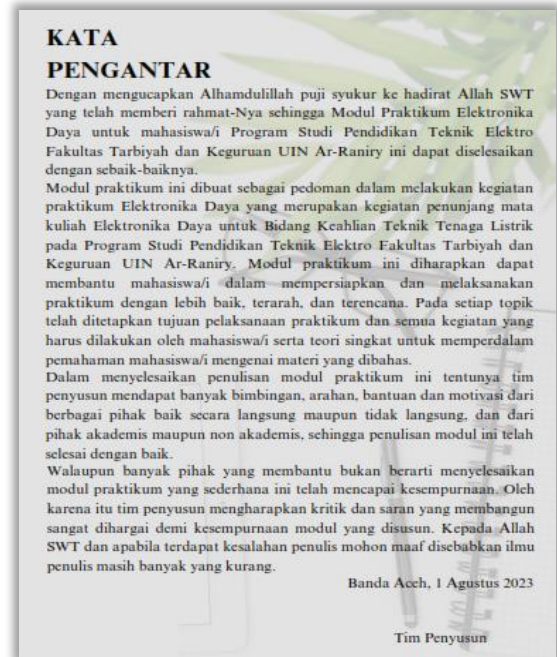 KATA
PENGANTAR
Dengan mengucapkan Alhamdulillah puji syukur ke hadirat Allah SWT
yang telah memberi rahmat-Nya sehingga Modul Praktikum Elektronika
Daya untuk mahasiswa/i Program Studi Pendidikan Teknik Elektro
Fakultas Tarbiyah dan Keguruan UIN Ar-Raniry ini dapat diselesaikan
dengan sebaik-baiknya.
Modul praktikum ini dibuat sebagai pedoman dalam melakukan kegiatan
praktikum Elektronika Daya yang merupakan kegiatan penunjang mata
kuliah Elektronika Daya untuk Bidang Keahlian Teknik Tenaga Listrik
pada Program Studi Pendidikan Teknik Elektro Fakultas Tarbiyah dan
Keguruan UIN Ar-Raniry. Modul praktikum ini diharapkan dapat
membantu mahasiswa/i dalam mempersiapkan dan melaksanakan
praktikum dengan lebih baik, terarah, dan terencana. Pada setiap topik
telah ditetapkan tujuan pelaksanaan praktikum dan semua kegiatan yang
harus dilakukan oleh mahasiswa/i serta teori singkat untuk memperdalam
pemahaman mahasiswa/i mengenai materi yang dibahas.
Dalam menyelesaikan penulisan modul praktikum ini tentunya tim
penyusun mendapat banyak bimbingan, arahan, bantuan dan motivasi dari
berbagai pihak baik secara langsung maupun tidak langsung, dan dari
pihak akademis maupun non akademis, sehingga penulisan modul ini telah
selesai dengan baik.
Walaupun banyak pihak yang membantu bukan berarti menyelesaikan
modul praktikum yang sederhana ini telah mencapai kesempurnaan. Oleh
karena itu tim penyusun mengharapkan kritik dan saran yang membangun
sangat dihargai demi kesempurnaan modul yang disusun. Kepada Allah
SWT dan apabila terdapat kesalahan penulis mohon maaf disebabkan ilmu
penulis masih banyak yang kurang.
Banda Aceh, 1 Agustus 2023
Tim Penyusun